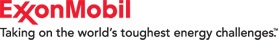 ExxonMobil
Taking on the world's toughest energy challenges.™